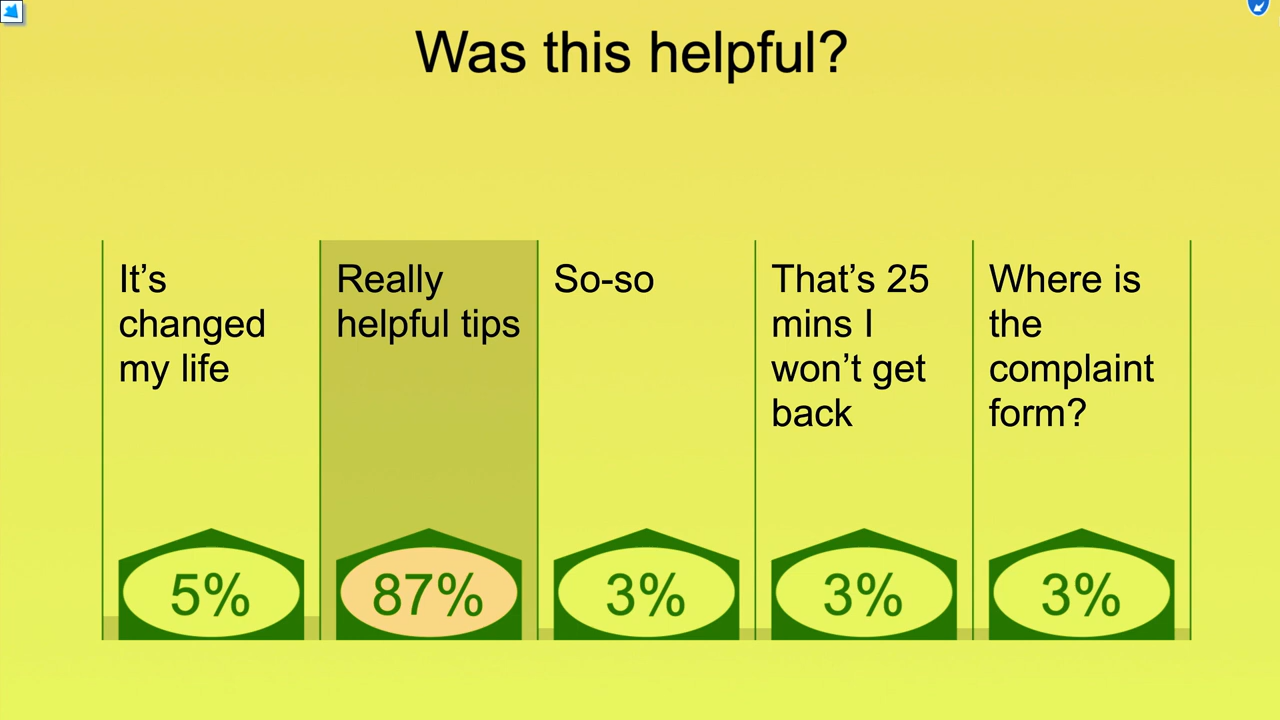 Was this helpful?
It’s
changed
my life
Really
helpful tips
So-so
That’s 25
mins I
won’t get
back
Where is
the
complaint
form?
5%
87%
3%
3%
3%